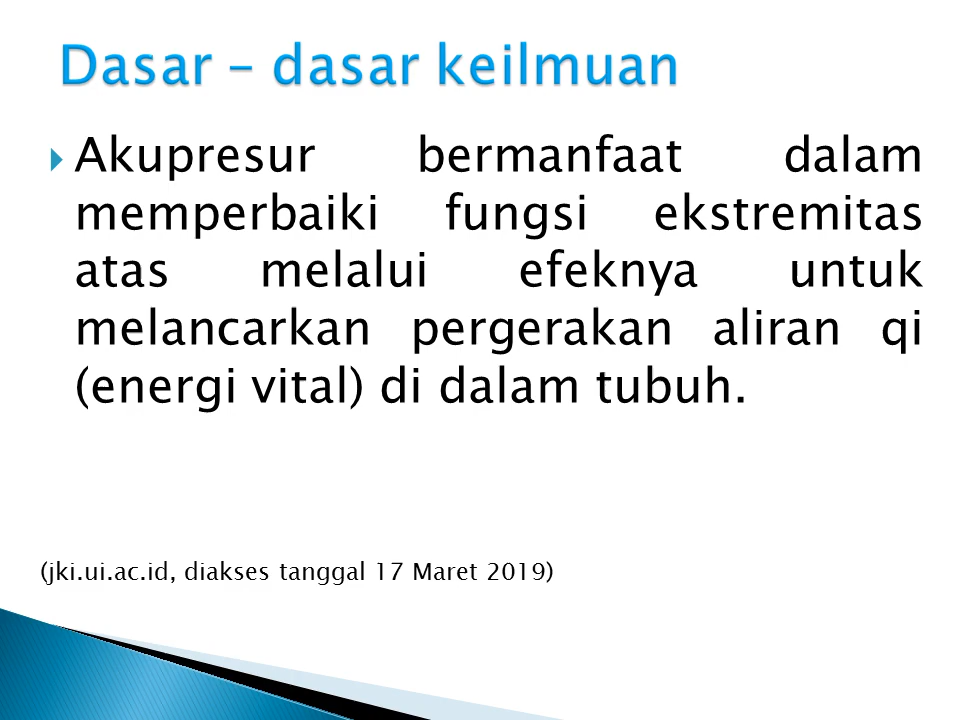 Dasar – dasar keilmuan
Akupresur bermanfaat dalam
memperbaiki fungsi ekstremitas
atas melalui efeknya untuk
melancarkan pergerakan aliran qi
(energi vital) di dalam tubuh.
(jki.ui.ac.id, diakses tanggal 17 Maret 2019)